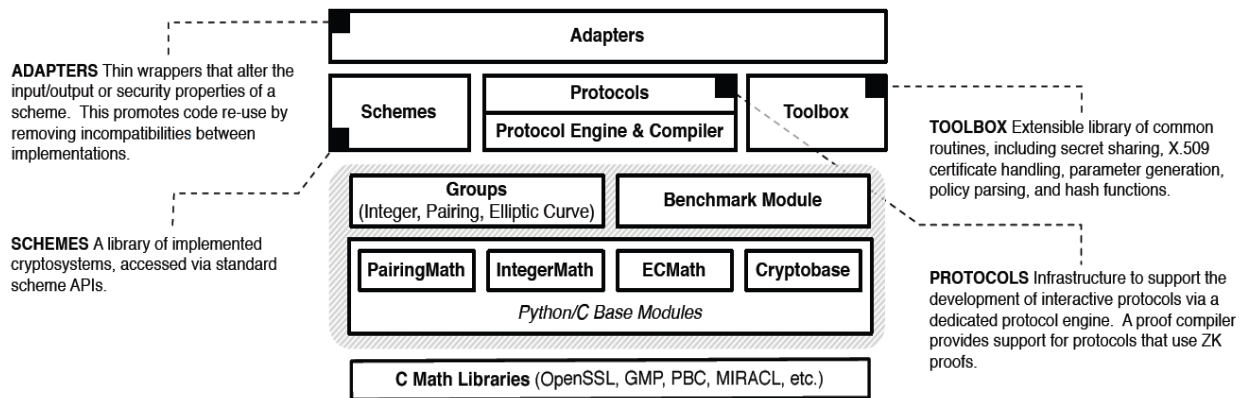 Adapters
ADAPTERS Thin wrappers that alter the
input/output or security properties of a
scheme. This promotes code re-use by
removing incompatibilities between
implementations.
Schemes
Protocols
Protocol Engine & Compiler
Toolbox
TOOLBOX Extensible library of common
routines, including secret sharing, X.509
certificate handling, parameter generation,
policy parsing, and hash functions.
Groups
(Integer, Pairing, Elliptic Curve)
Benchmark Module
SCHEMES A library of implemented
cryptosystems, accessed via standard
scheme APIs.
PairingMath
IntegerMath
ECMath
Cryptobase
Python/C Base Modules
PROTOCOLS Infrastructure to support the
development of interactive protocols via a
dedicated protocol engine. A proof compiler
provides support for protocols that use ZK
proofs.
C Math Libraries (OpenSSL, GMP, PBC, MIRACL, etc.)